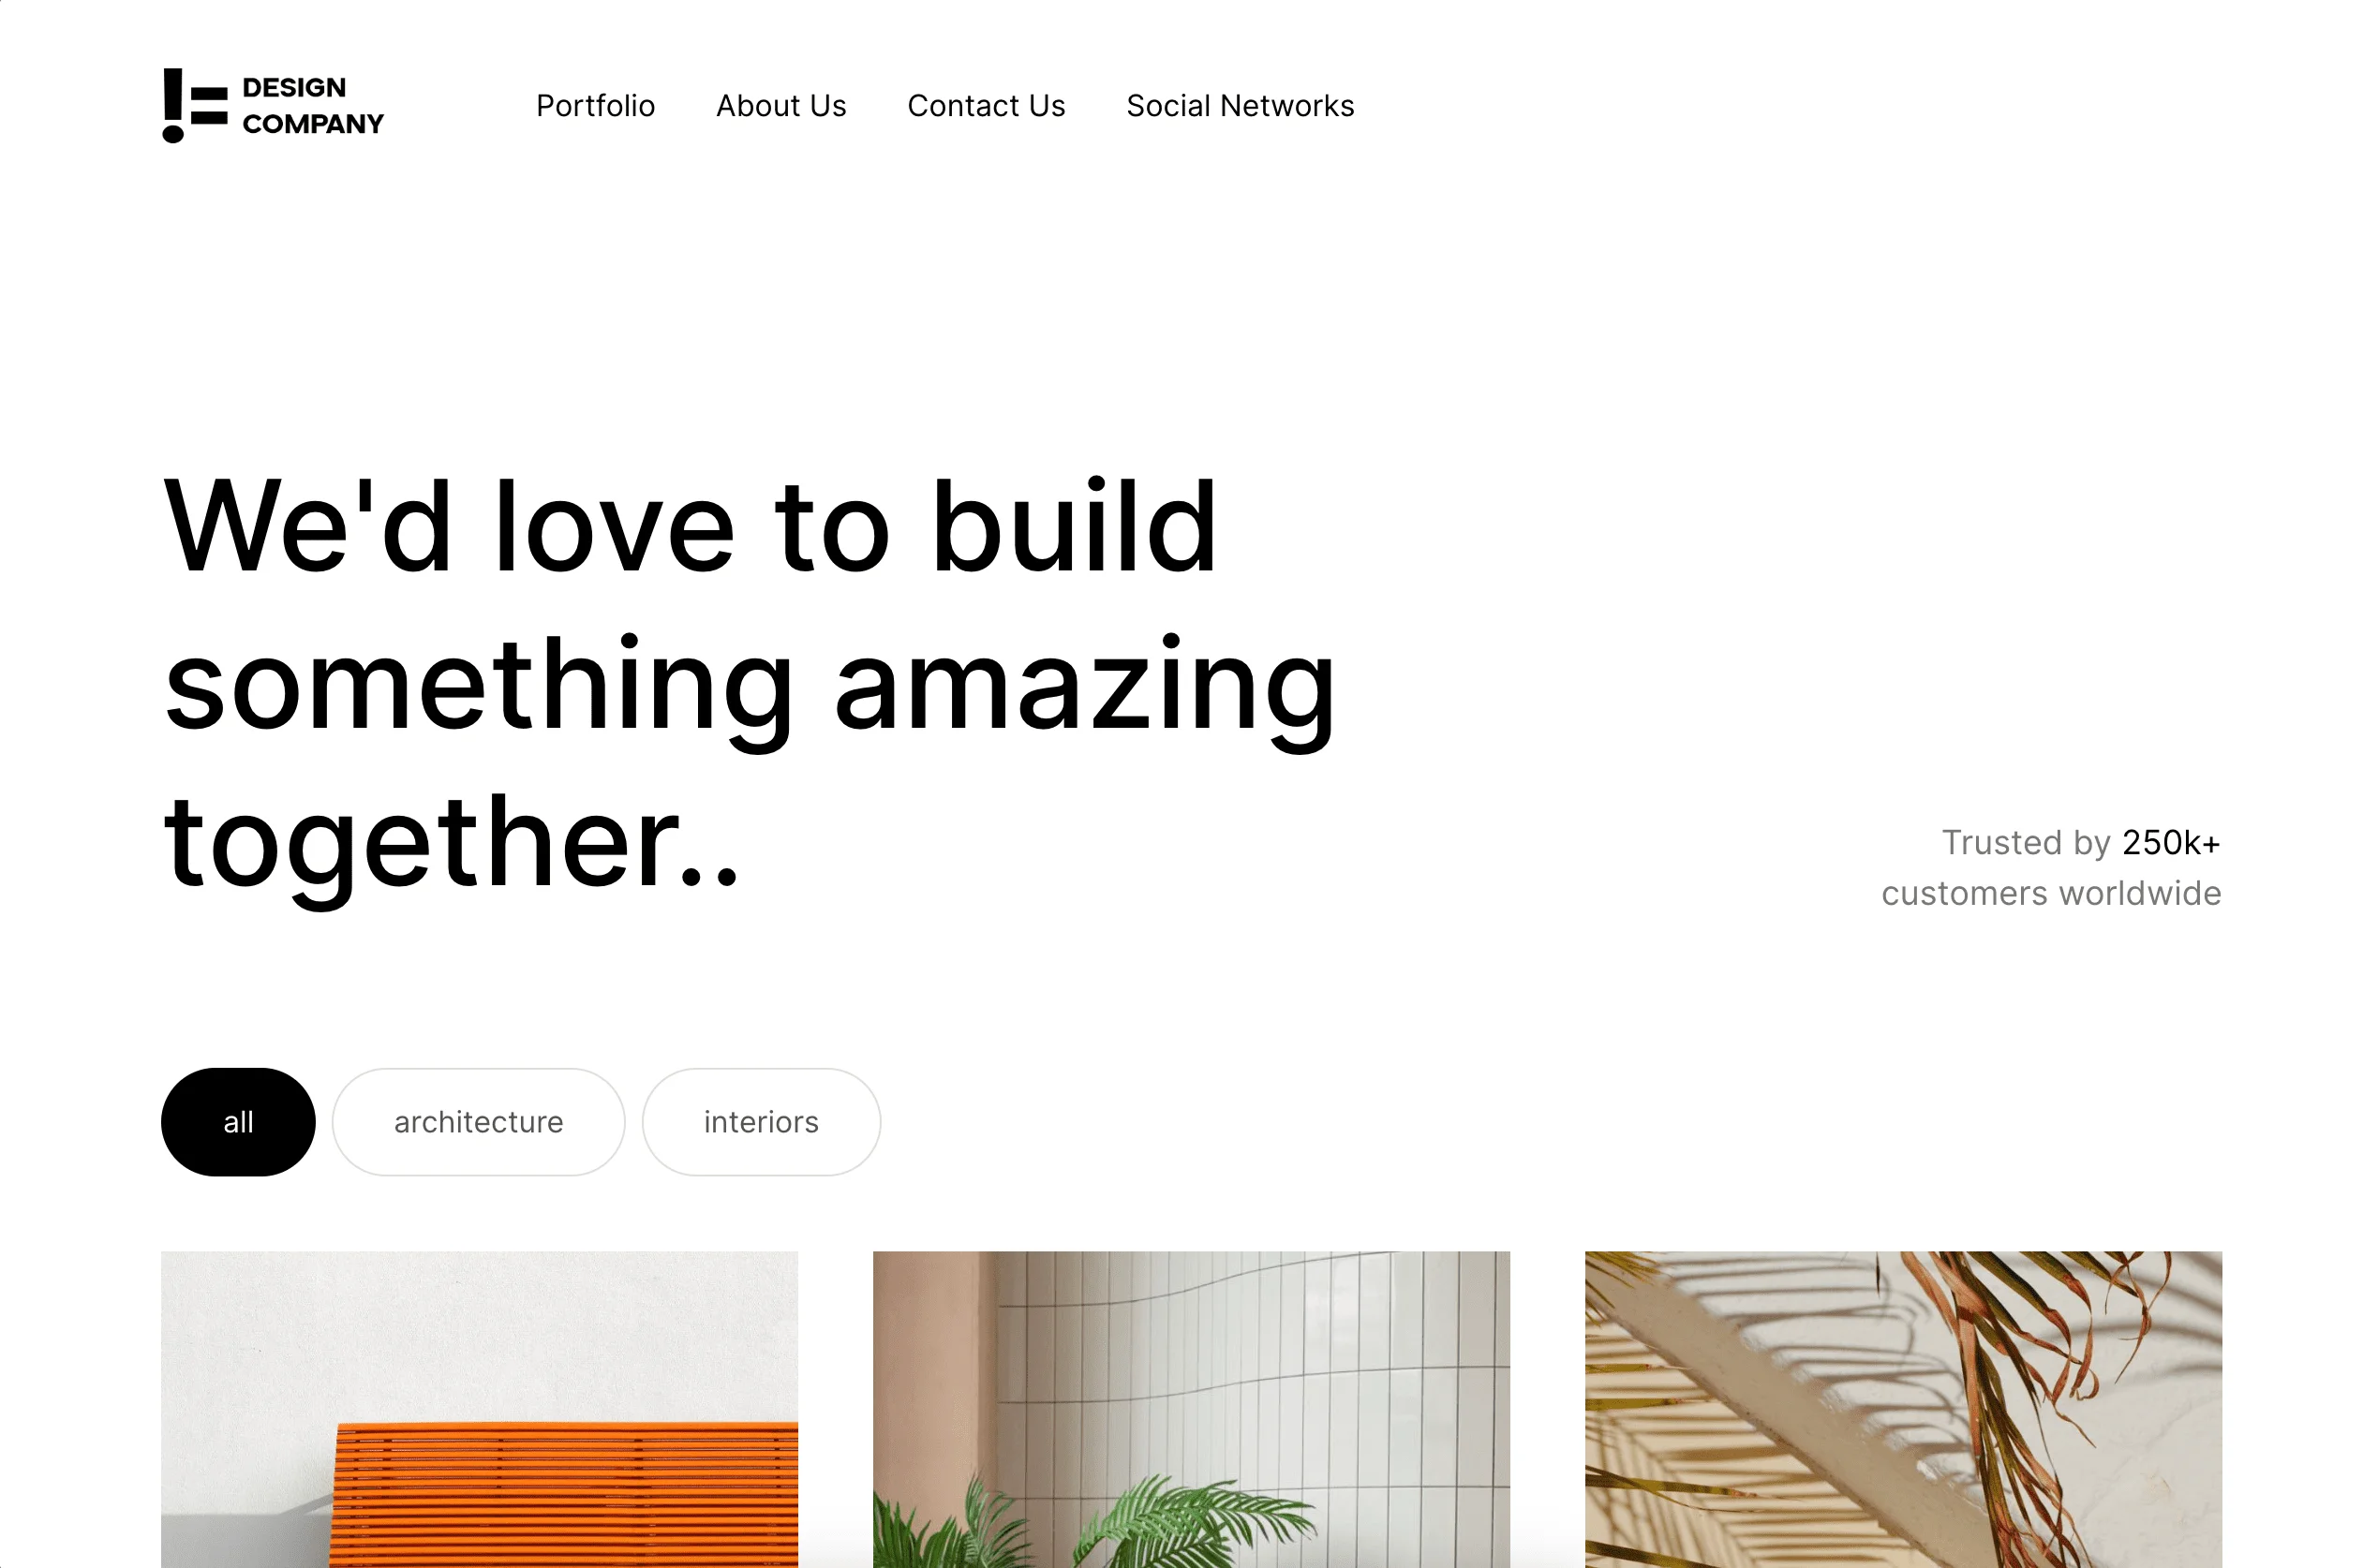 !=
DESIGN
COMPANY
Portfolio
About Us
Contact Us
Social Networks
We'd love to build
something amazing
together..
Trusted by 250k+
customers worldwide
all
architecture
interiors